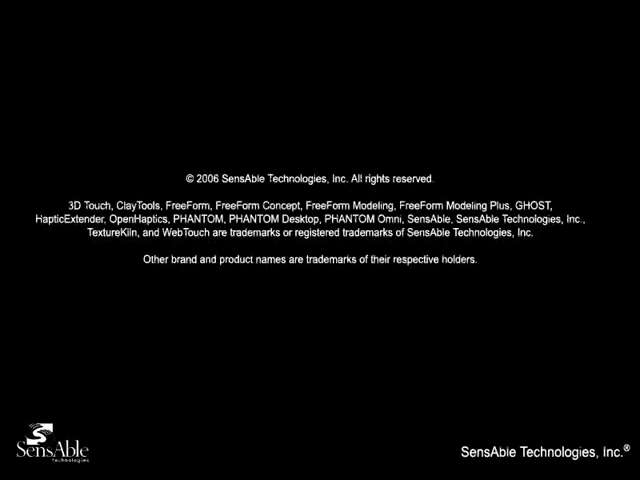 © 2006 SensAble Technologies, Inc. All rights reserved.
3D Touch, ClayTools, FreeForm, FreeForm Concept, FreeForm Modeling, FreeForm Modeling Plus, GHOST,
HapticExtender, OpenHaptics, PHANTOM, PHANTOM Desktop, PHANTOM Omni, SensAble, SensAble Technologies, Inc.,
TextureKiln, and WebTouch are trademarks or registered trademarks of SensAble Technologies, Inc.
Other brand and product names are trademarks of their respective holders.
SensAble
technologies
SensAble Technologies, Inc.®